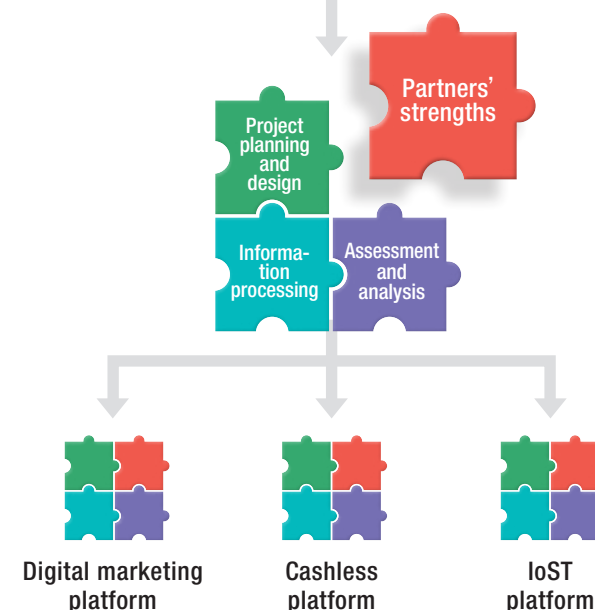 Partners’
strengths
Project
planning
and
design
Informa-
tion
processing
Assessment
and
analysis
Digital marketing
platform
Cashless
platform
IoST
platform